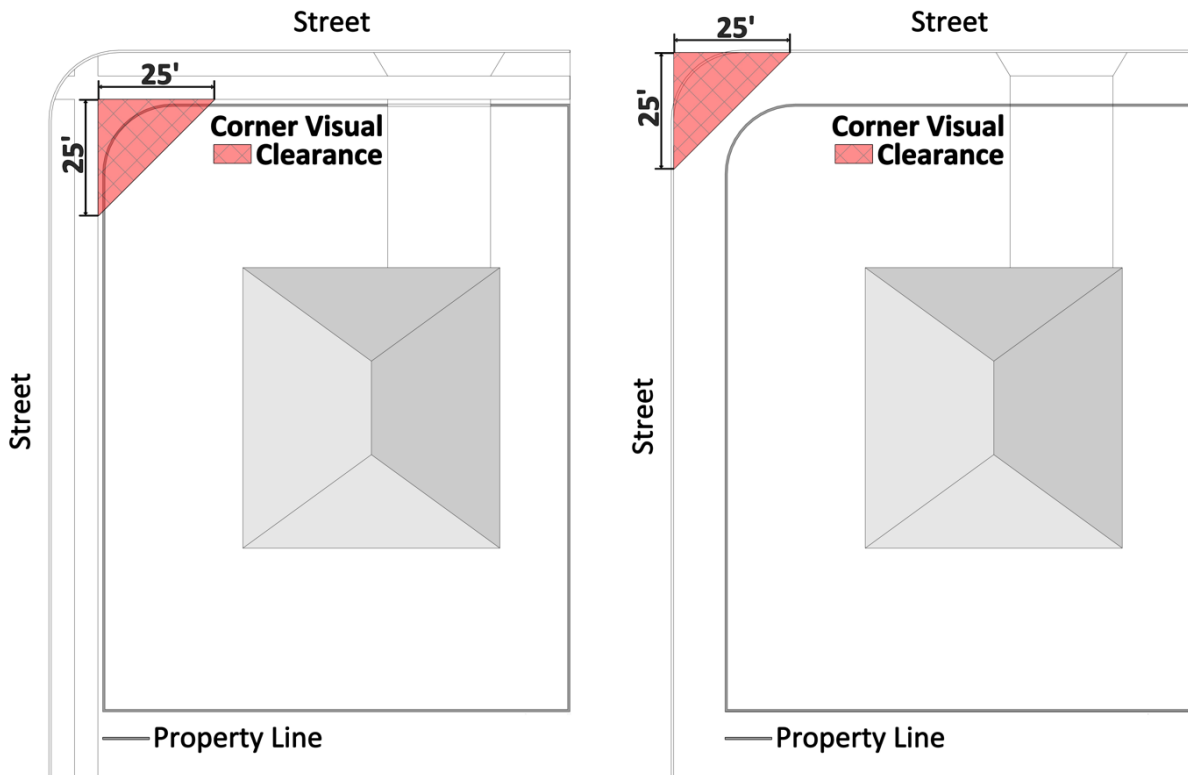 Street
25'
25'
Corner Visual
Clearance
Street
Property Line
Street
25'
25'
Corner Visual
Clearance
Street
Property Line